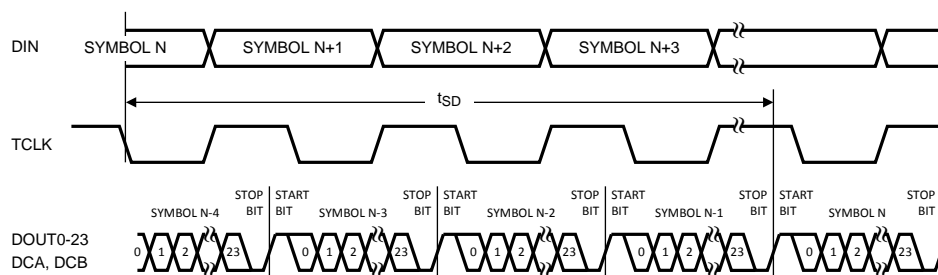 DIN
SYMBOL N SYMBOL N+1 SYMBOL N+2 SYMBOL N+3
tSD
TCLK
STOP BIT START BIT STOP BIT START BIT STOP BIT START BIT STOP BIT START BIT STOP BIT
SYMBOL N-4 SYMBOL N-3 SYMBOL N-2 SYMBOL N-1 SYMBOL N
DOUT0-23
DCA, DCB
0 1 2 23 0 1 2 23 0 1 2 23 0 1 2 23 0 1 2 23